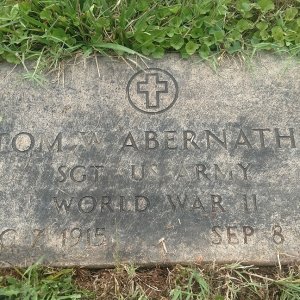 TOM W ABERNATH
SGT US ARMY
WORLD WAR II
G 7 1915 SEP 8